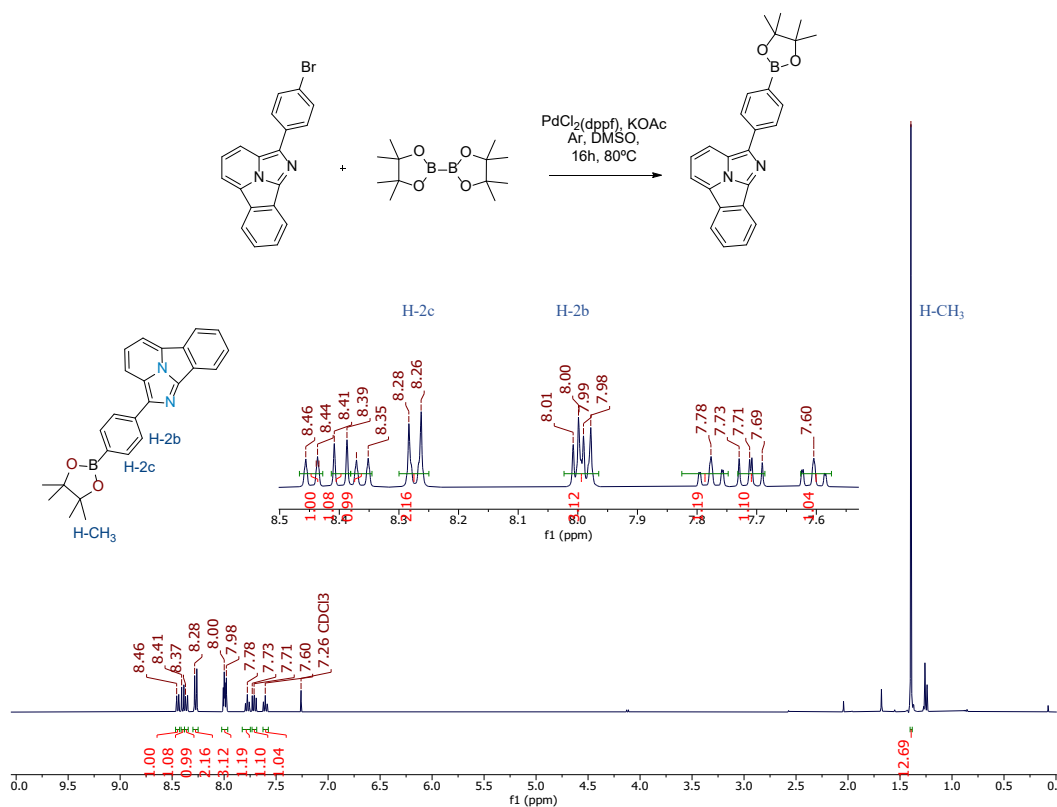 Br
N
N
+
O
O
B
B
O
O
PdCl2(dppf), KOAc
Ar, DMSO,
16h, 80ºC
O
O
B
N
N
H-2c
H-2b
H-CH3
N
N
H-2b
H-2c
O
B
O
H-CH3
8.46
8.44
8.41
8.39
8.35
8.28
8.26
8.01
8.00
7.99
7.98
7.78
7.73
7.71
7.69
7.60
1.00
1.08
0.99
2.16
3.12
1.19
1.10
1.04
8.5 8.4 8.3 8.2 8.1 8.0 7.9 7.8 7.7 7.6
f1 (ppm)
8.46
8.41
8.37
8.28
8.00
7.98
7.78
7.73
7.71
7.60
7.26 CDCl3
1.00
1.08
0.99
2.16
3.12
1.19
1.10
1.04
12.69
0.0 9.5 9.0 8.5 8.0 7.5 7.0 6.5 6.0 5.5 5.0 4.5 4.0 3.5 3.0 2.5 2.0 1.5 1.0 0.5 0.
f1 (ppm)